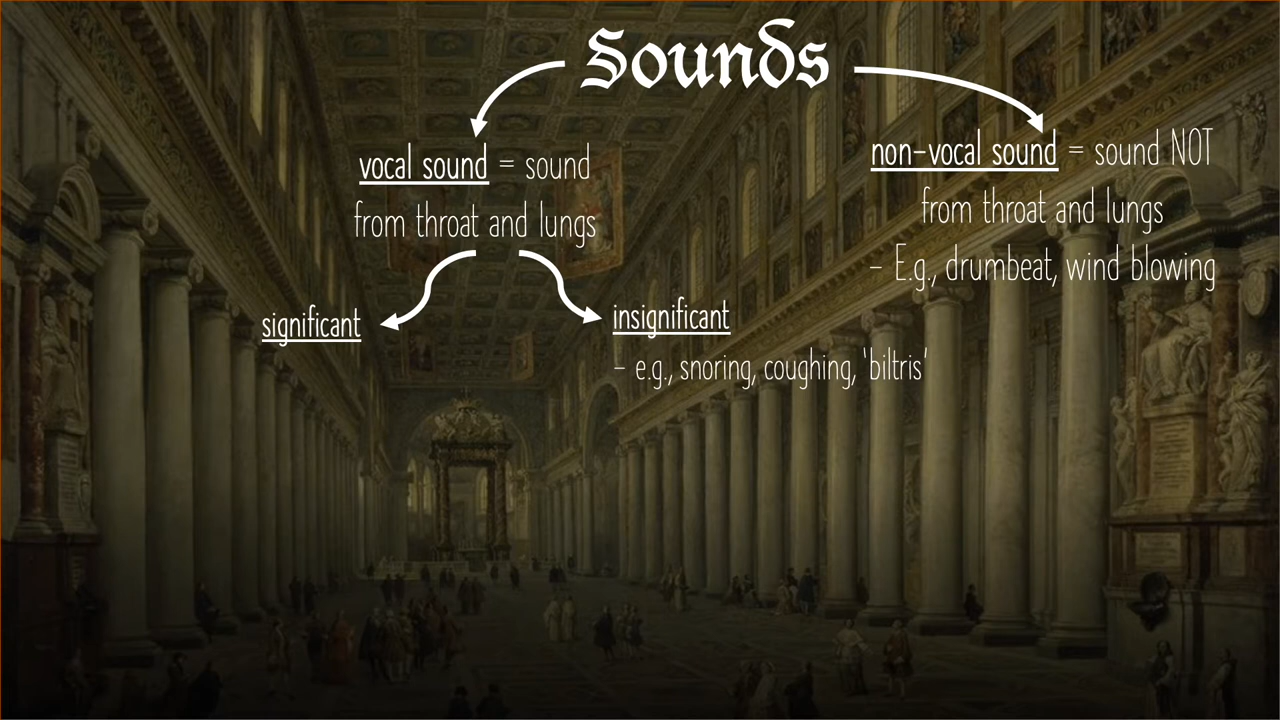 Sounds
vocal sound = sound
from throat and lungs
non-vocal sound = sound NOT
from throat and lungs
– E.g., drumbeat, wind blowing
significant
insignificant
– e.g., snoring, coughing, ‘biltris’